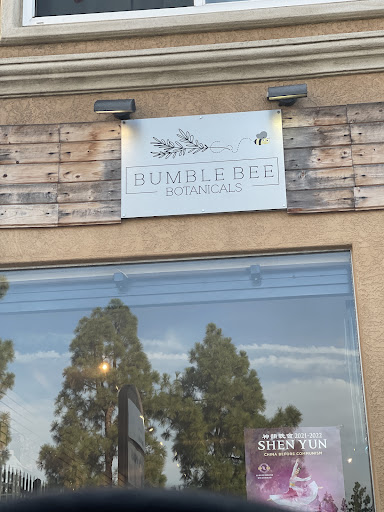 BUMBLE BEE
BOTANICALS
神韻晚會 2021-2022
SHEN YUN
CHINA BEFORE COMMUNISM